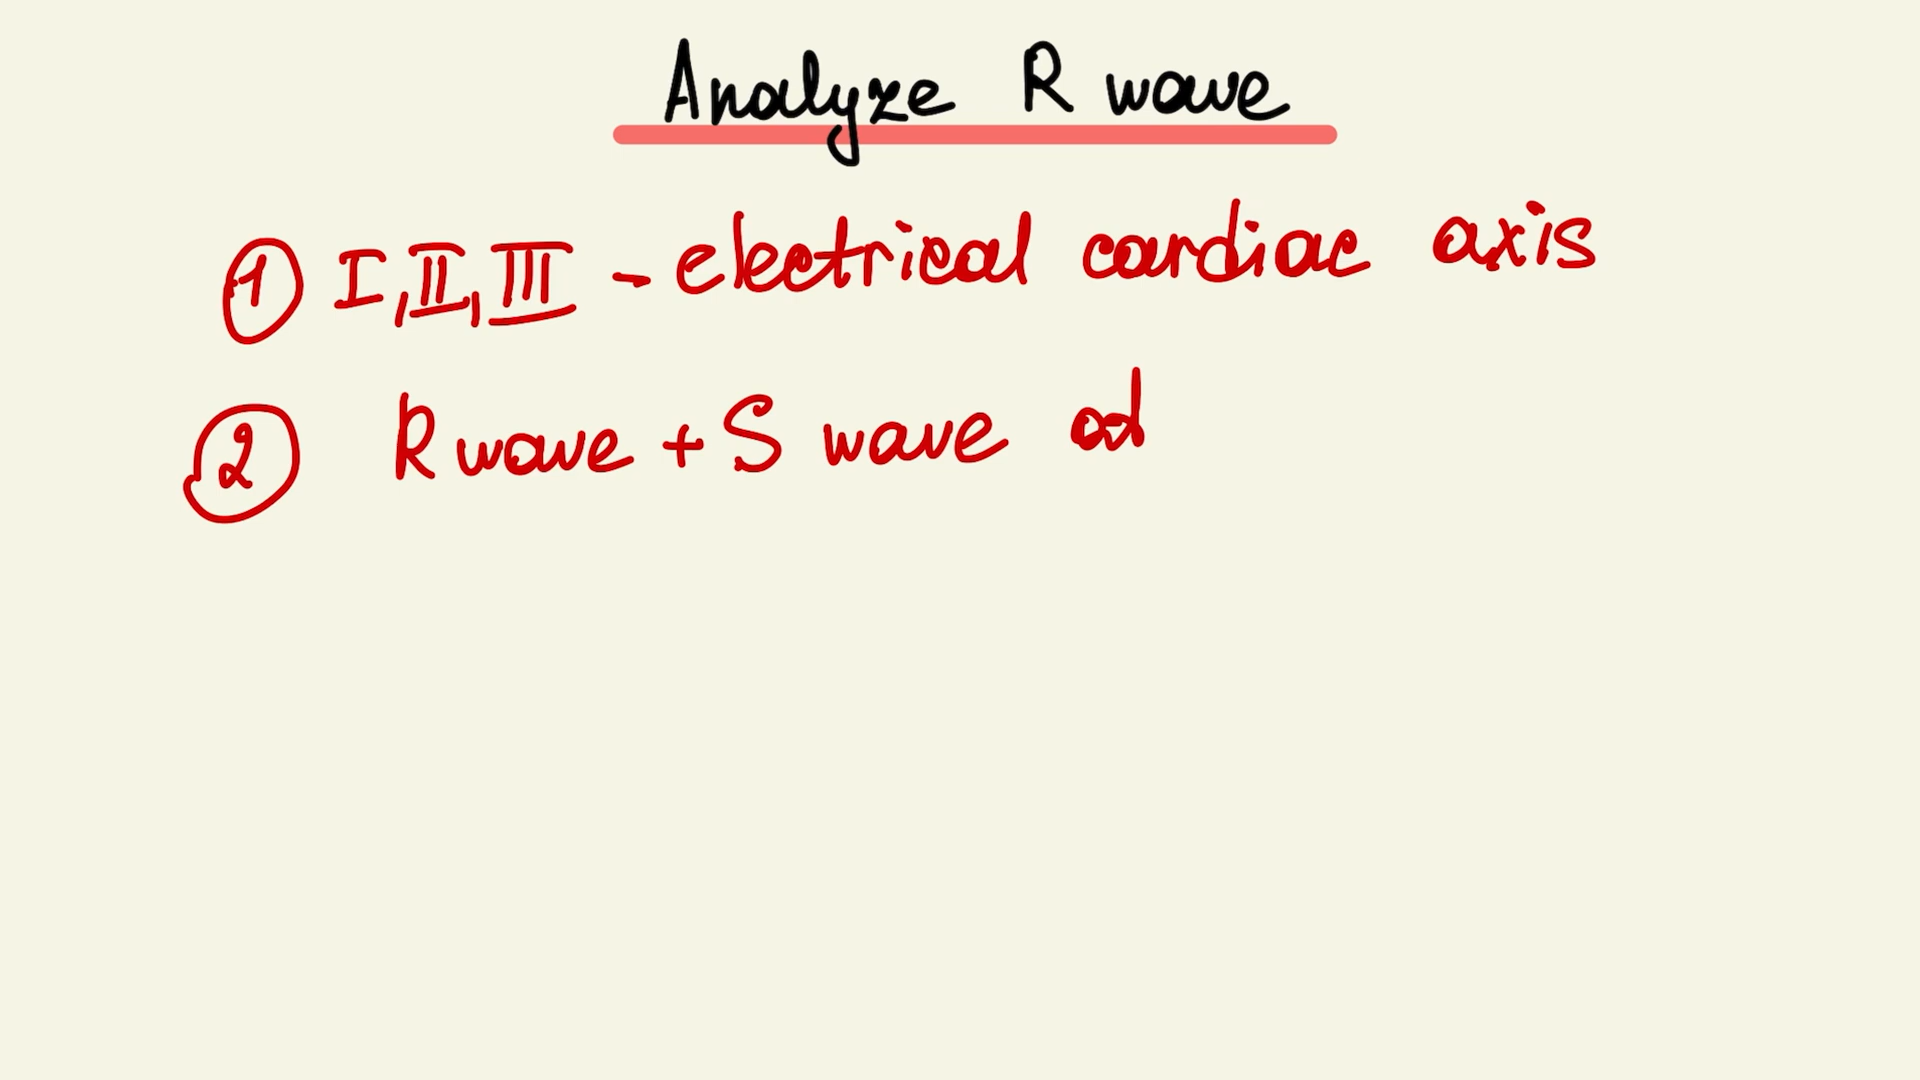 Analyze R wave
1 I, II, III - electrical cardiac axis
2 R wave + S wave